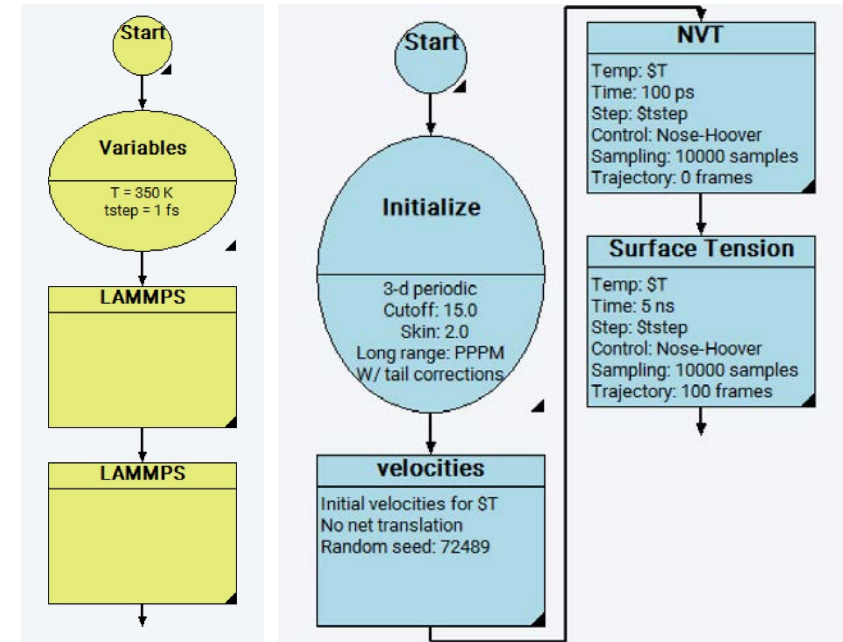 Start
Variables
T = 350 K
tstep = 1 fs
LAMMPS
LAMMPS
Start
Initialize
3-d periodic
Cutoff: 15.0
Skin: 2.0
Long range: PPPM
W/ tail corrections
velocities
Initial velocities for $T
No net translation
Random seed: 72489
NVT
Temp: $T
Time: 100 ps
Step: $tstep
Control: Nose-Hoover
Sampling: 10000 samples
Trajectory: 0 frames
Surface Tension
Temp: $T
Time: 5 ns
Step: $tstep
Control: Nose-Hoover
Sampling: 10000 samples
Trajectory: 100 frames